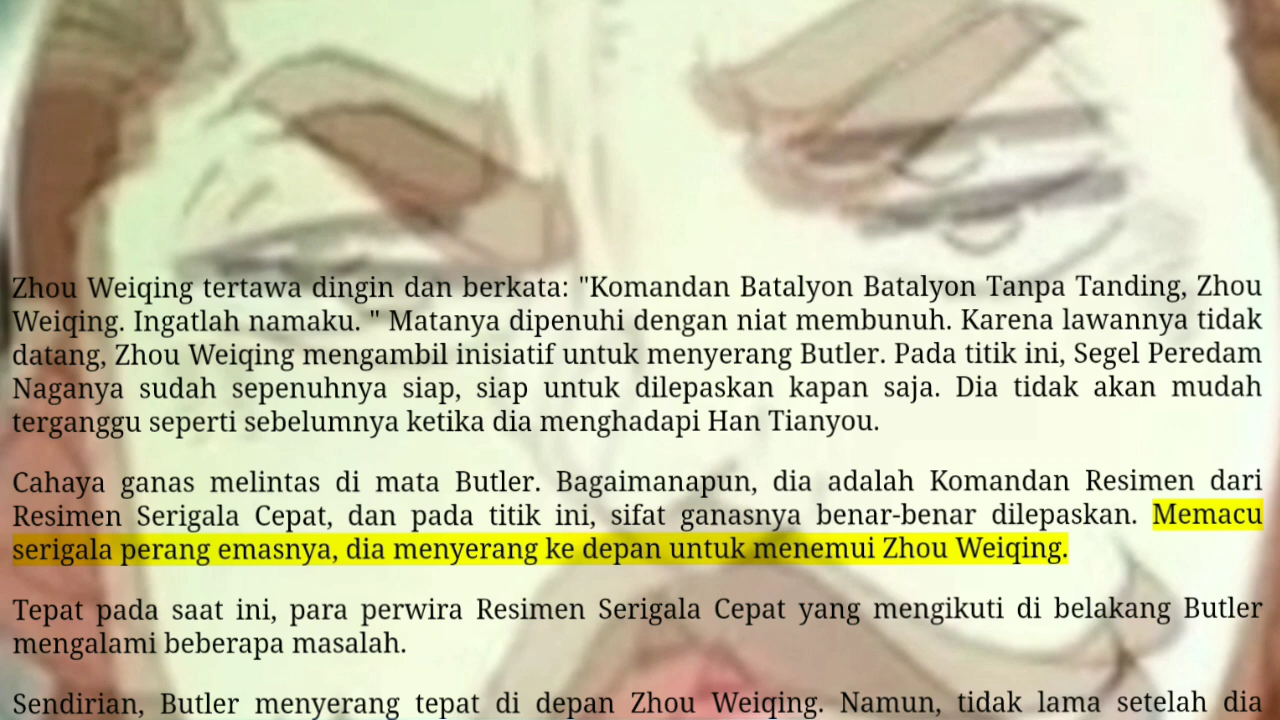 Zhou Weiqing tertawa dingin dan berkata: "Komandan Batalyon Batalyon Tanpa Tanding, Zhou
Weiqing. Ingatlah namaku. " Matanya dipenuhi dengan niat membunuh. Karena lawannya tidak
datang, Zhou Weiqing mengambil inisiatif untuk menyerang Butler. Pada titik ini, Segel Peredam
Naganya sudah sepenuhnya siap, siap untuk dilepaskan kapan saja. Dia tidak akan mudah
terganggu seperti sebelumnya ketika dia menghadapi Han Tianyou.
Cahaya ganas melintas di mata Butler. Bagaimanapun, dia adalah Komandan Resimen dari
Resimen Serigala Cepat, dan pada titik ini, sifat ganasnya benar-benar dilepaskan. Memacu
serigala perang emasnya, dia menyerang ke depan untuk menemui Zhou Weiqing.
Tepat pada saat ini, para perwira Resimen Serigala Cepat yang mengikuti di belakang Butler
mengalami beberapa masalah.
Sendirian, Butler menyerang tepat di depan Zhou Weiqing. Namun, tidak lama setelah dia